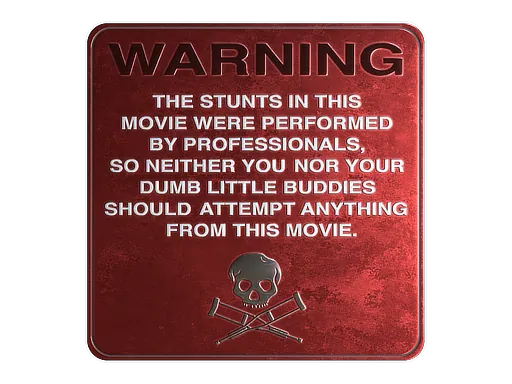 WARNING
THE STUNTS IN THIS
MOVIE WERE PERFORMED
BY PROFESSIONALS,
SO NEITHER YOU NOR YOUR
DUMB LITTLE BUDDIES
SHOULD ATTEMPT ANYTHING
FROM THIS MOVIE.